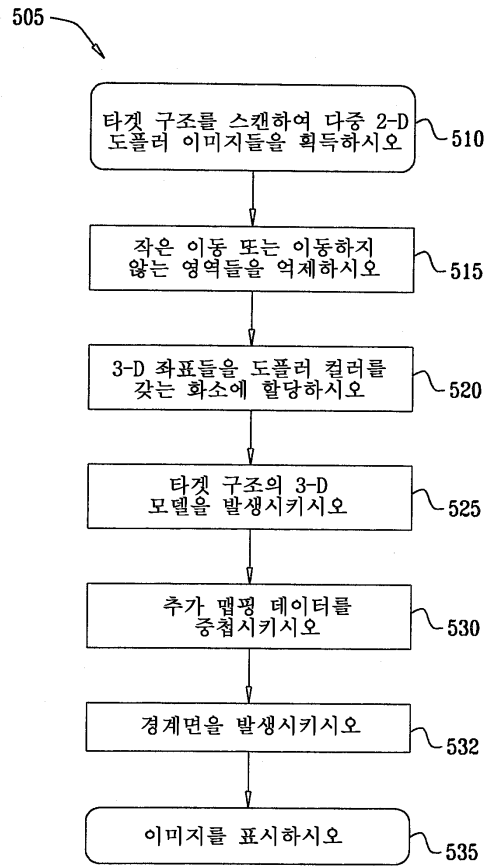 505
타겟 구조를 스캔하여 다중 2-D
도플러 이미지들을 획득하시오
510
작은 이동 또는 이동하지
않는 영역들을 억제하시오
515
3-D 좌표들을 도플러 컬러를
갖는 화소에 할당하시오
520
타겟 구조의 3-D
모델을 발생시키시오
525
추가 맵핑 데이터를
중첩시키시오
530
경계면을 발생시키시오
532
이미지를 표시하시오
535